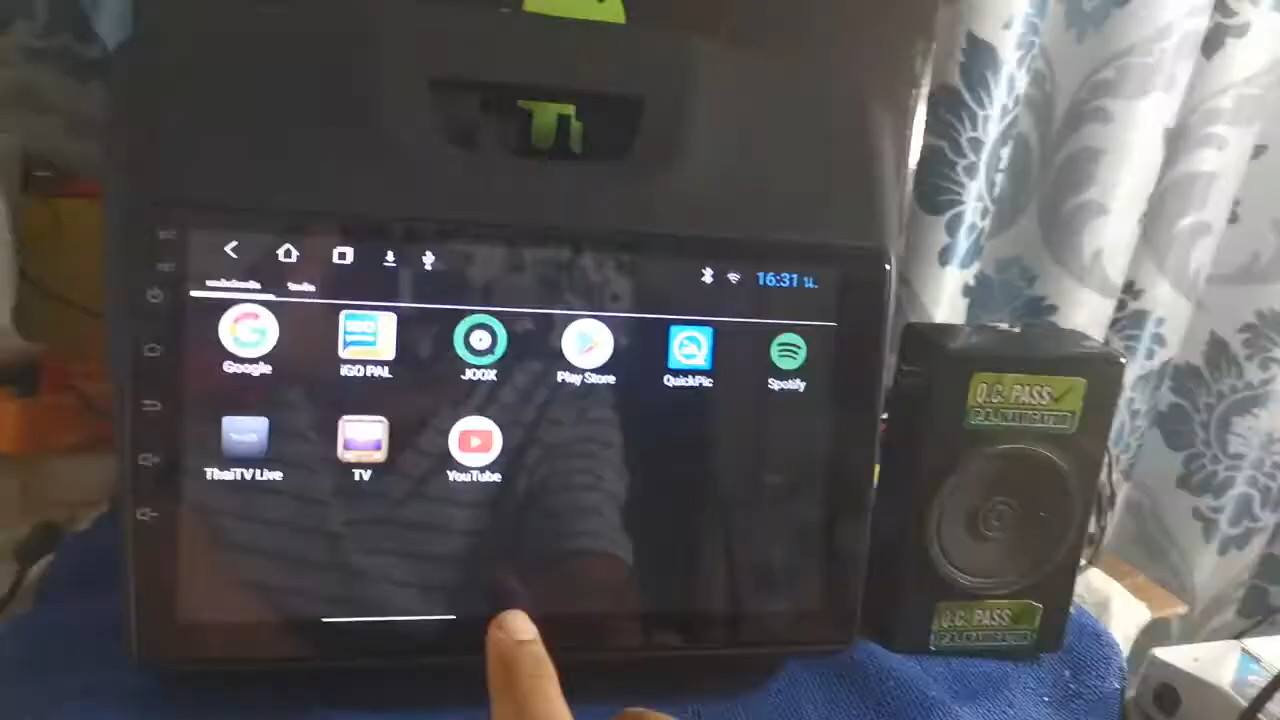 16:31 น.
Google
iGO PAL
JOOX
Play Store
QuickPic
Spotify
ThaiTV Live
TV
YouTube
Q.C. PASS
Q.C. PASS